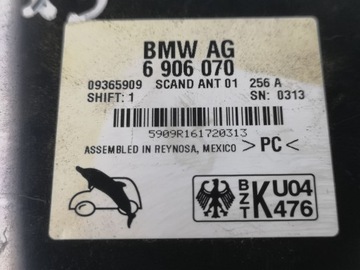 BMW AG
6 906 070
09365909 SCAND ANT 01 256 A
SHIFT: 1 SN: 0313
5909R161720313
ASSEMBLED IN REYNOSA, MEXICO >PC<
BZT K U04 476